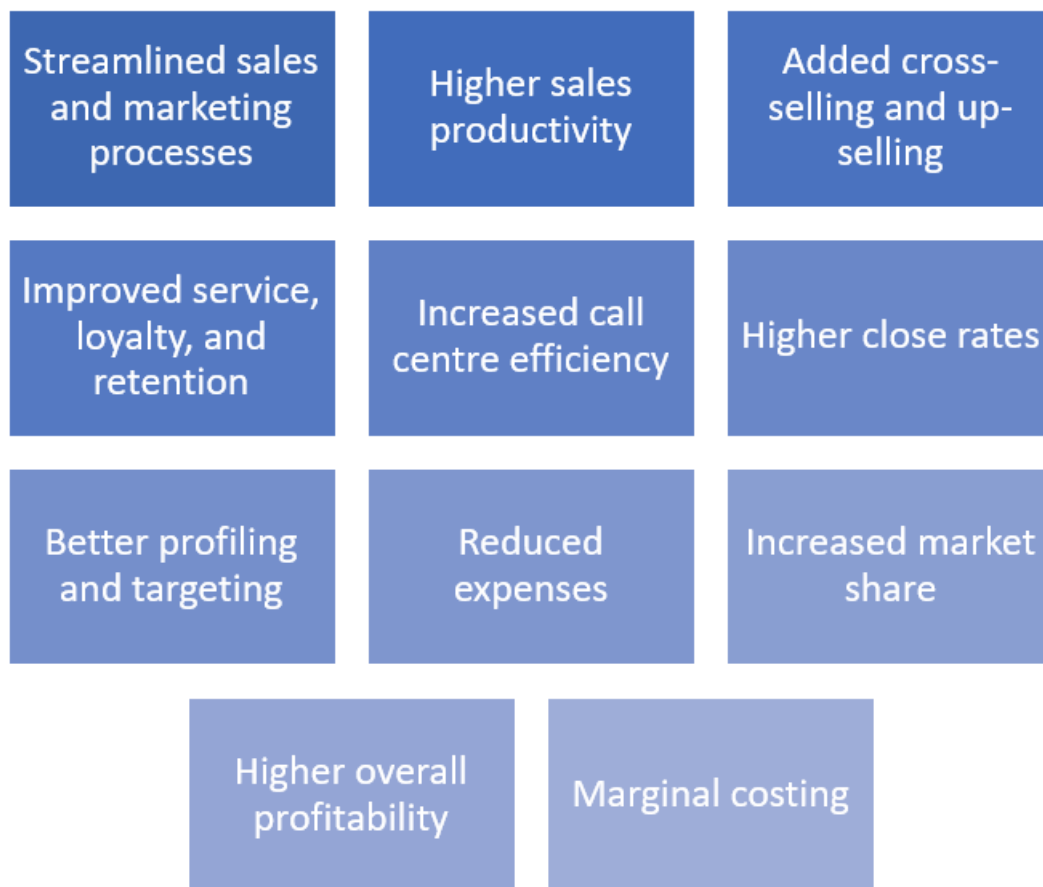 Streamlined sales
and marketing
processes
Higher sales
productivity
Added cross-
selling and up-
selling
Improved service,
loyalty, and
retention
Increased call
centre efficiency
Higher close rates
Better profiling
and targeting
Reduced
expenses
Increased market
share
Higher overall
profitability
Marginal costing